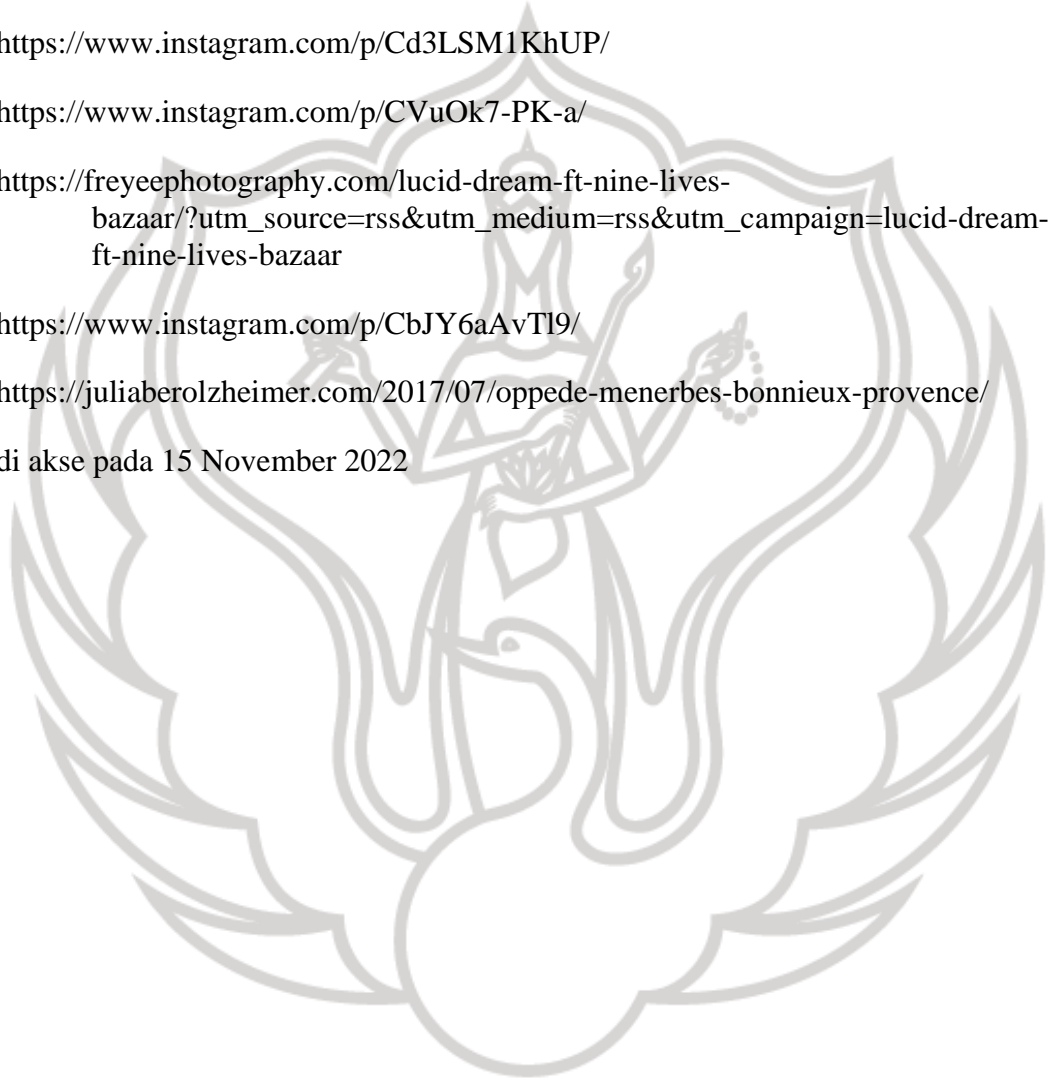 https://www.instagram.com/p/Cd3LSM1KhUP/
https://www.instagram.com/p/CVuOk7-PK-a/
https://freyeephotography.com/lucid-dream-ft-nine-lives-
bazaar/?utm_source=rss&utm_medium=rss&utm_campaign=lucid-dream-
ft-nine-lives-bazaar
https://www.instagram.com/p/CbJY6aAvTl9/
https://juliaberolzheimer.com/2017/07/oppede-menerbes-bonnieux-provence/
di akse pada 15 November 2022